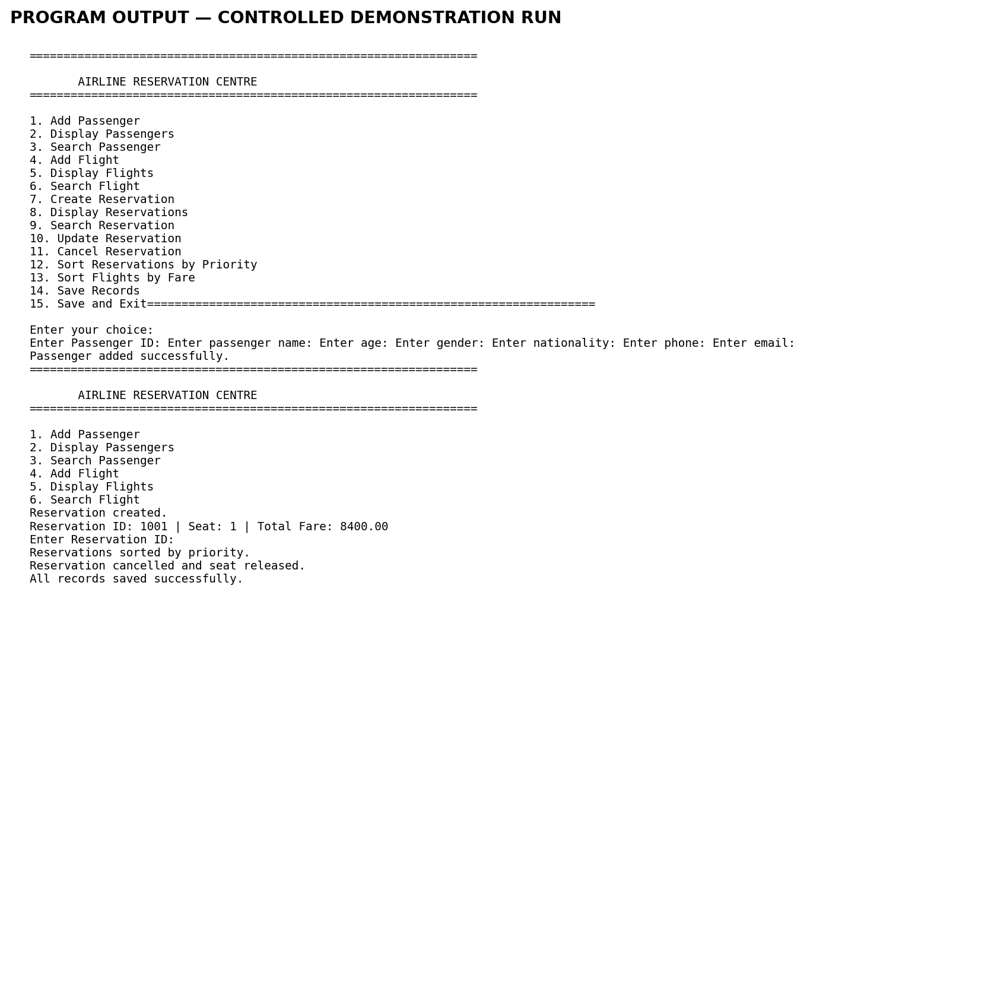 PROGRAM OUTPUT — CONTROLLED DEMONSTRATION RUN
=================================================================
AIRLINE RESERVATION CENTRE
=================================================================
1. Add Passenger
2. Display Passengers
3. Search Passenger
4. Add Flight
5. Display Flights
6. Search Flight
7. Create Reservation
8. Display Reservations
9. Search Reservation
10. Update Reservation
11. Cancel Reservation
12. Sort Reservations by Priority
13. Sort Flights by Fare
14. Save Records
15. Save and Exit=================================================================
Enter your choice:
Enter Passenger ID: Enter passenger name: Enter age: Enter gender: Enter nationality: Enter phone: Enter email:
Passenger added successfully.
=================================================================
AIRLINE RESERVATION CENTRE
=================================================================
1. Add Passenger
2. Display Passengers
3. Search Passenger
4. Add Flight
5. Display Flights
6. Search Flight
Reservation created.
Reservation ID: 1001 | Seat: 1 | Total Fare: 8400.00
Enter Reservation ID:
Reservations sorted by priority.
Reservation cancelled and seat released.
All records saved successfully.